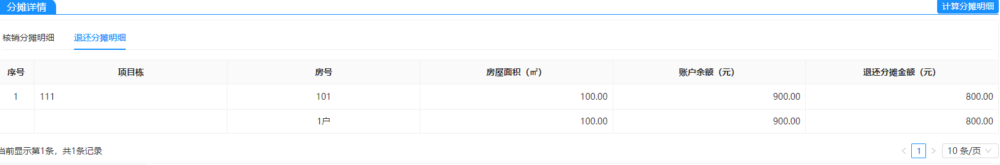 分摊详情 计算分摊明细
核销分摊明细 退还分摊明细
序号 项目栋 房号 房屋面积（㎡） 账户余额（元） 退还分摊金额（元）
1 111 101 100.00 900.00 800.00
1户 100.00 900.00 800.00
当前显示第1条，共1条记录 1 10 条/页